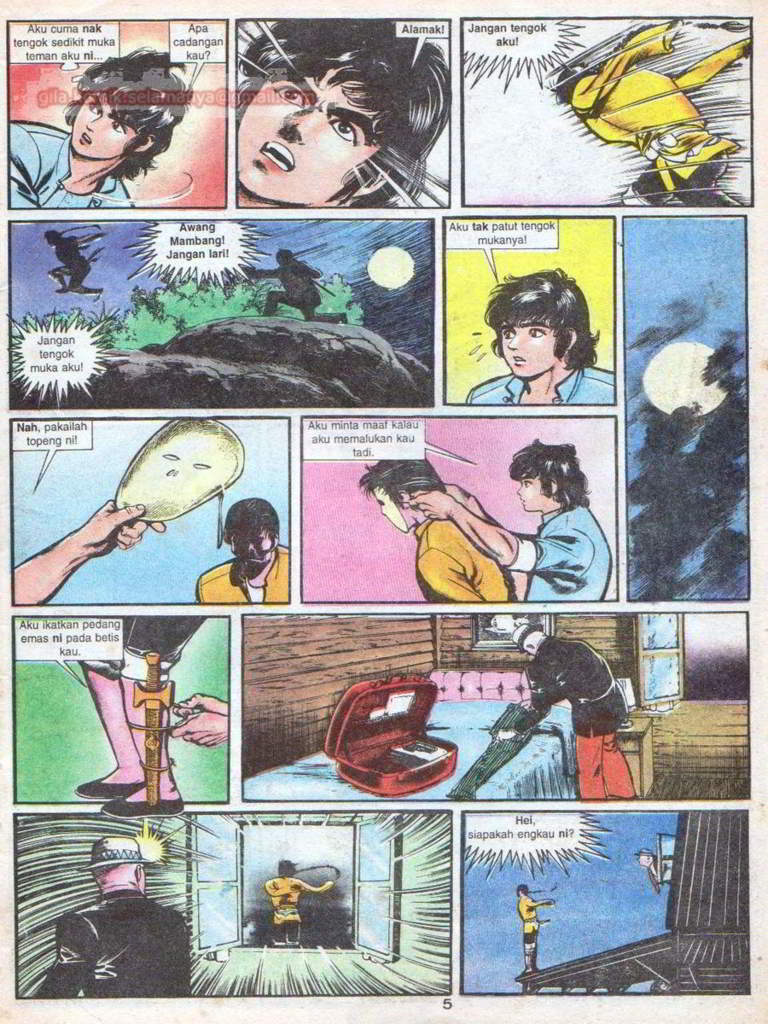 Aku cuma nak
tengok sedikit muka
teman aku ni...
Apa
cadangan
kau?
Alamak!
Jangan tengok
aku!
Awang
Mambang!
Jangan lari!
Jangan
tengok
muka aku!
Aku tak patut tengok
mukanya!
Nah, pakailah
topeng ni!
Aku minta maaf kalau
aku memalukan kau
tadi.
Aku ikatkan pedang
emas ni pada betis
kau.
Hei,
siapakah engkau ni?
5